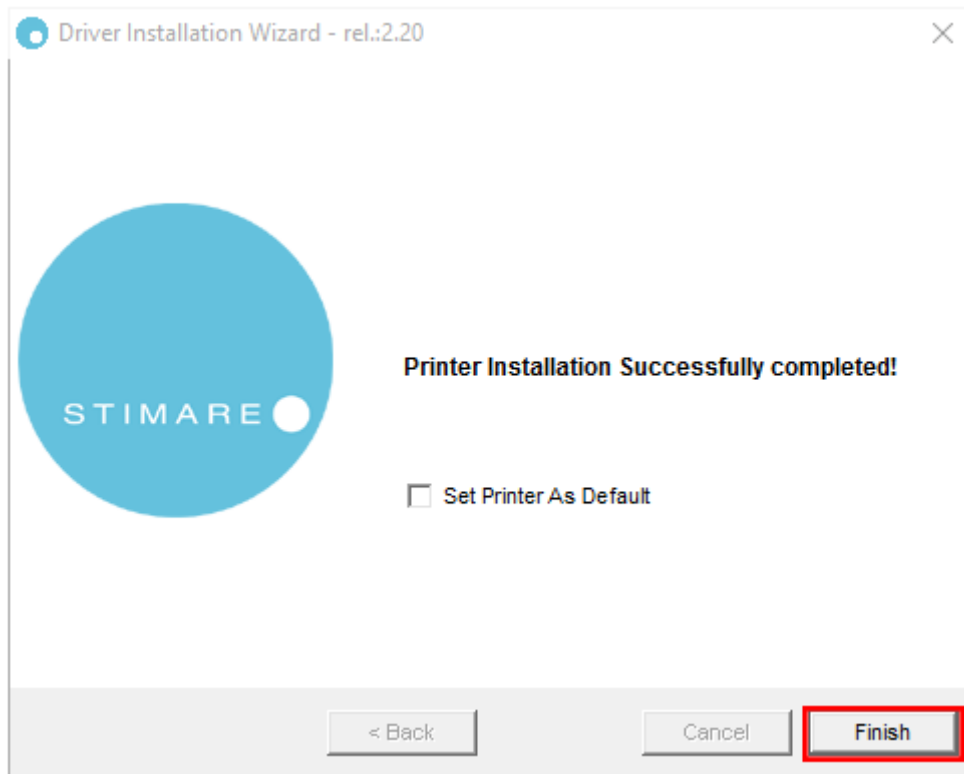 Driver Installation Wizard - rel.:2.20
STIMARE
Printer Installation Successfully completed!
Set Printer As Default
< Back
Cancel
Finish